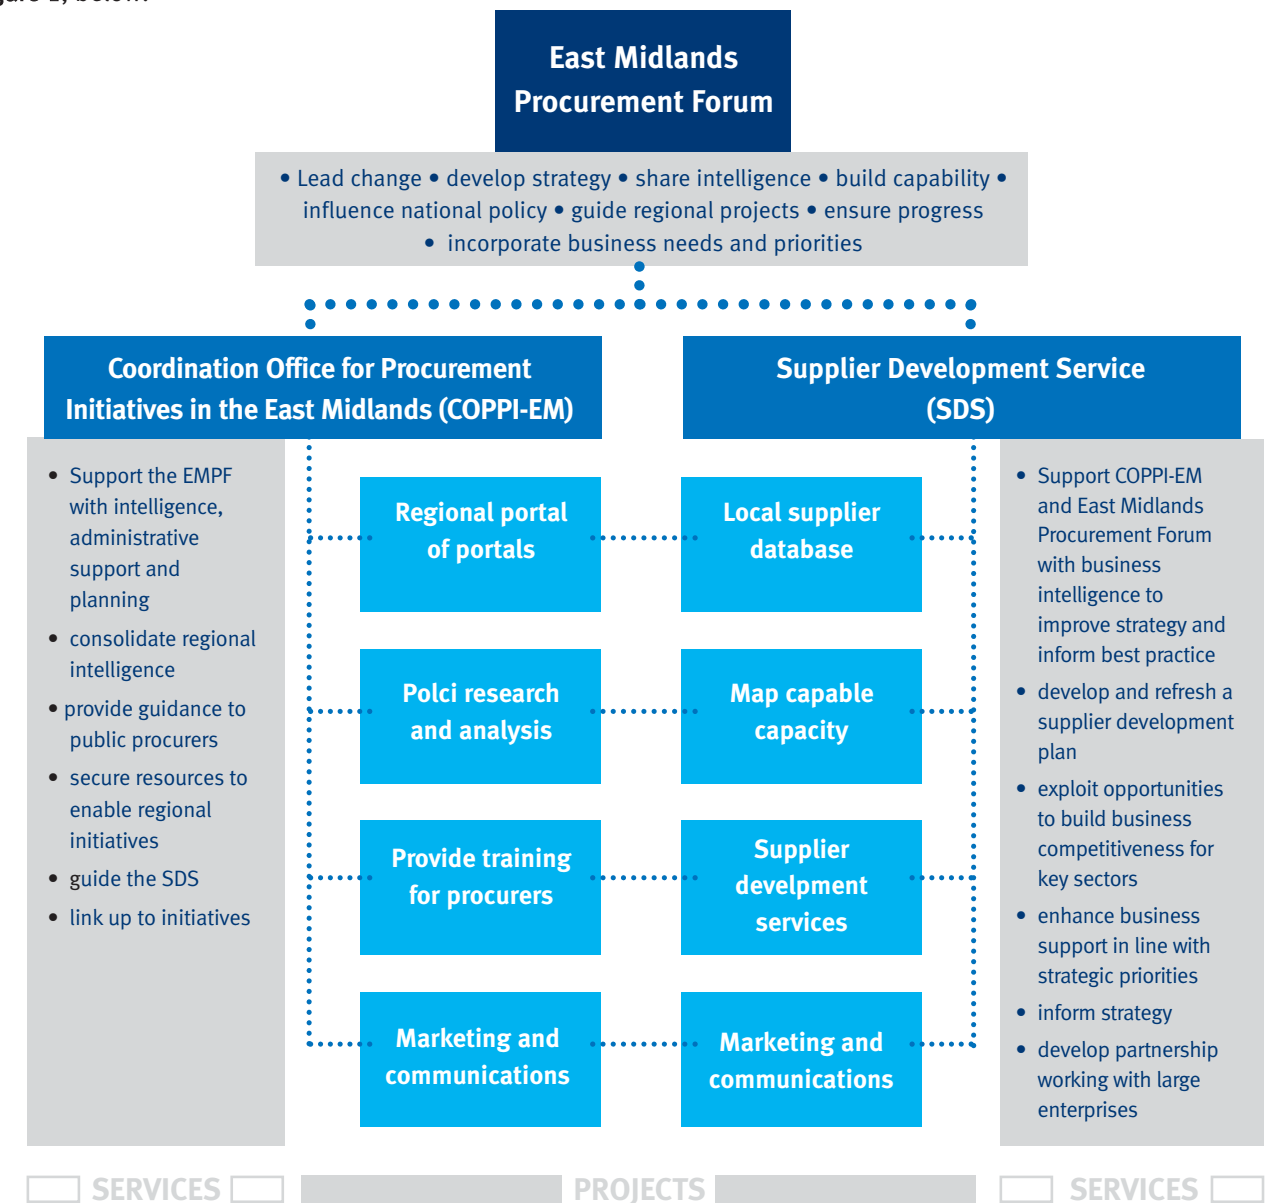 East Midlands
Procurement Forum
• Lead change • develop strategy • share intelligence • build capability •
influence national policy • guide regional projects • ensure progress
• incorporate business needs and priorities
Coordination Office for Procurement
Initiatives in the East Midlands (COPPI-EM)
Supplier Development Service
(SDS)
• Support the EMPF
with intelligence,
administrative
support and
planning
• consolidate regional
intelligence
• provide guidance to
public procurers
• secure resources to
enable regional
initiatives
• guide the SDS
• link up to initiatives
Regional portal
of portals
Local supplier
database
Polci research
and analysis
Map capable
capacity
Provide training
for procurers
Supplier
develpment
services
Marketing and
communications
Marketing and
communications
• Support COPPI-EM
and East Midlands
Procurement Forum
with business
intelligence to
improve strategy and
inform best practice
• develop and refresh a
supplier development
plan
• exploit opportunities
to build business
competitiveness for
key sectors
• enhance business
support in line with
strategic priorities
• inform strategy
• develop partnership
working with large
enterprises
SERVICES
PROJECTS
SERVICES